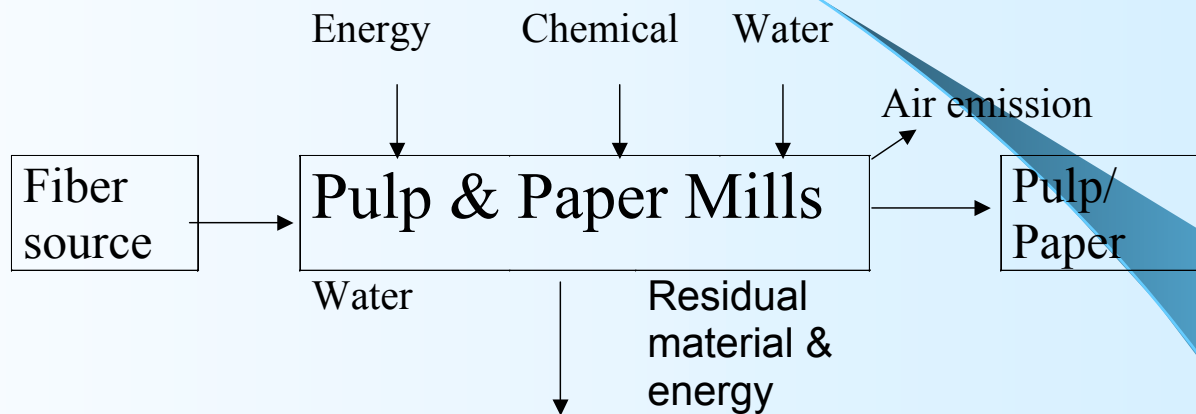 Energy Chemical Water
Air emission
Fiber
source
Pulp & Paper Mills
Pulp/
Paper
Water
Residual
material &
energy